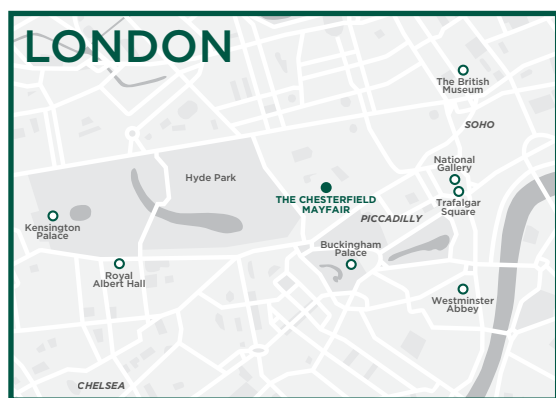 LONDON
The British
Museum
SOHO
National
Gallery
Hyde Park
THE CHESTERFIELD
MAYFAIR
Trafalgar
Square
PICCADILLY
Kensington
Palace
Buckingham
Palace
Royal
Albert Hall
Westminster
Abbey
CHELSEA